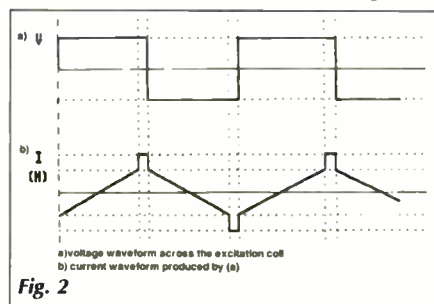 a) V
b) I
(H)
a)voltage waveform across the excitation coil
b) current waveform produced by (a)
Fig. 2